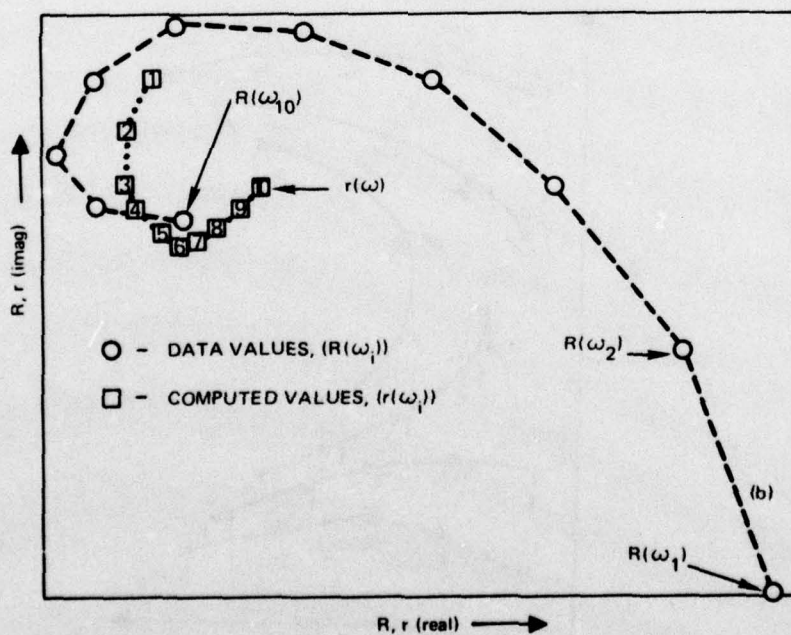 1
R(ω10)
2
3
10
r(ω)
4
9
5
8
6
7
R, r (imag)
R(ω2)
○ - DATA VALUES, (R(ωi))
□ - COMPUTED VALUES, (r(ωi))
(b)
R(ω1)
R, r (real)